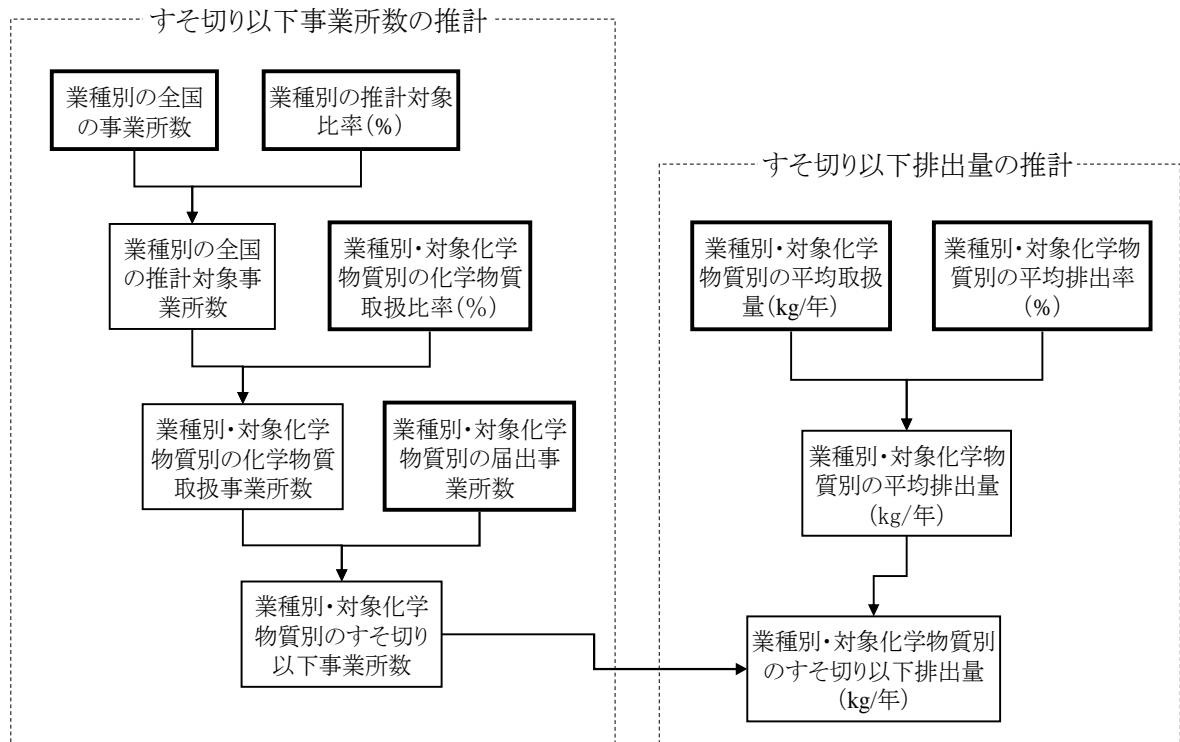 すそ切り以下事業所数の推計
業種別の全国
の事業所数
業種別の推計対象
比率(%)
業種別の全国
の推計対象事
業所数
業種別・対象化学
物質別の化学物質
取扱比率(%)
業種別・対象化学
物質別の化学物質
取扱事業所数
業種別・対象化学
物質別の届出事
業所数
業種別・対象化学
物質別のすそ切り
以下事業所数
すそ切り以下排出量の推計
業種別・対象化学
物質別の平均取扱
量(kg/年)
業種別・対象化学物
質別の平均排出率
(%)
業種別・対象化学物
質別の平均排出量
(kg/年)
業種別・対象化学物質別
のすそ切り以下排出量
(kg/年)